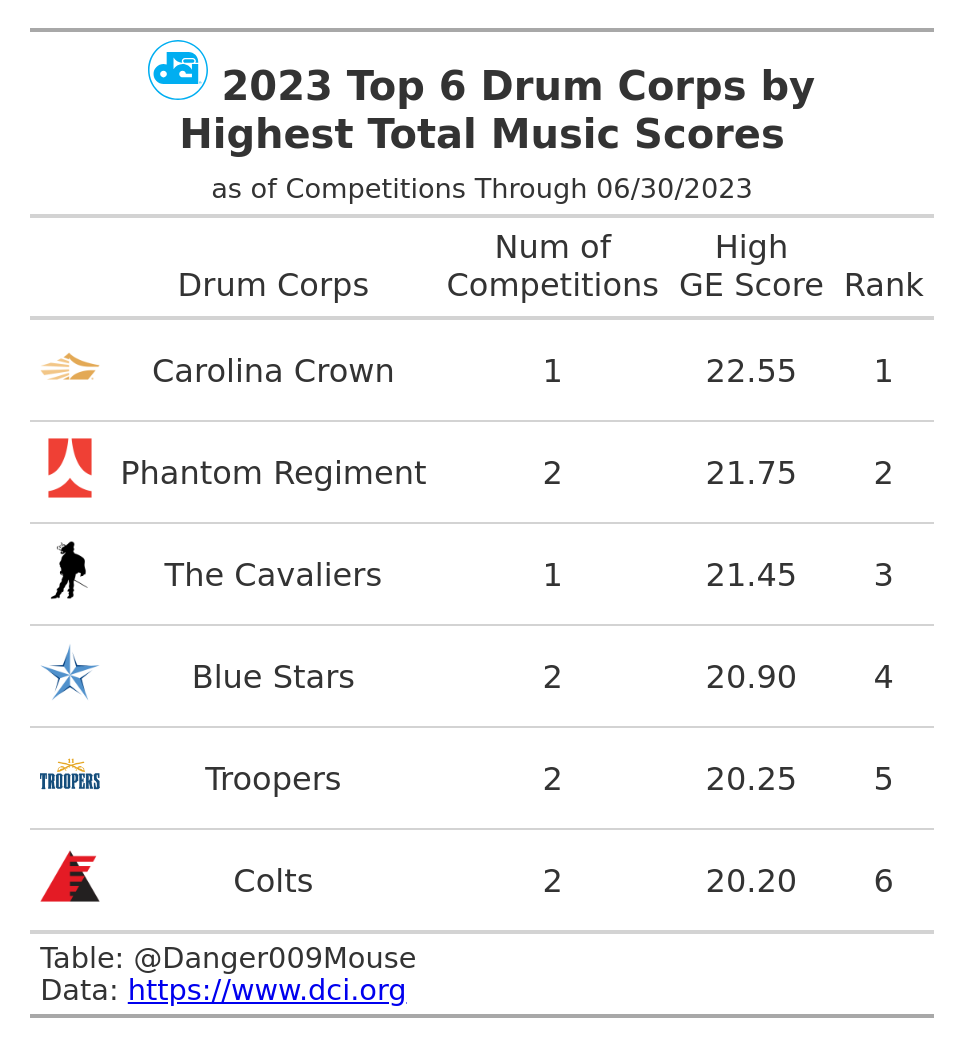 dci
2023 Top 6 Drum Corps by
Highest Total Music Scores
as of Competitions Through 06/30/2023
Drum Corps Num of Competitions High GE Score Rank
Carolina Crown 1 22.55 1
Phantom Regiment 2 21.75 2
The Cavaliers 1 21.45 3
Blue Stars 2 20.90 4
TROOPERS Troopers 2 20.25 5
Colts 2 20.20 6
Table: @Danger009Mouse
Data: https://www.dci.org